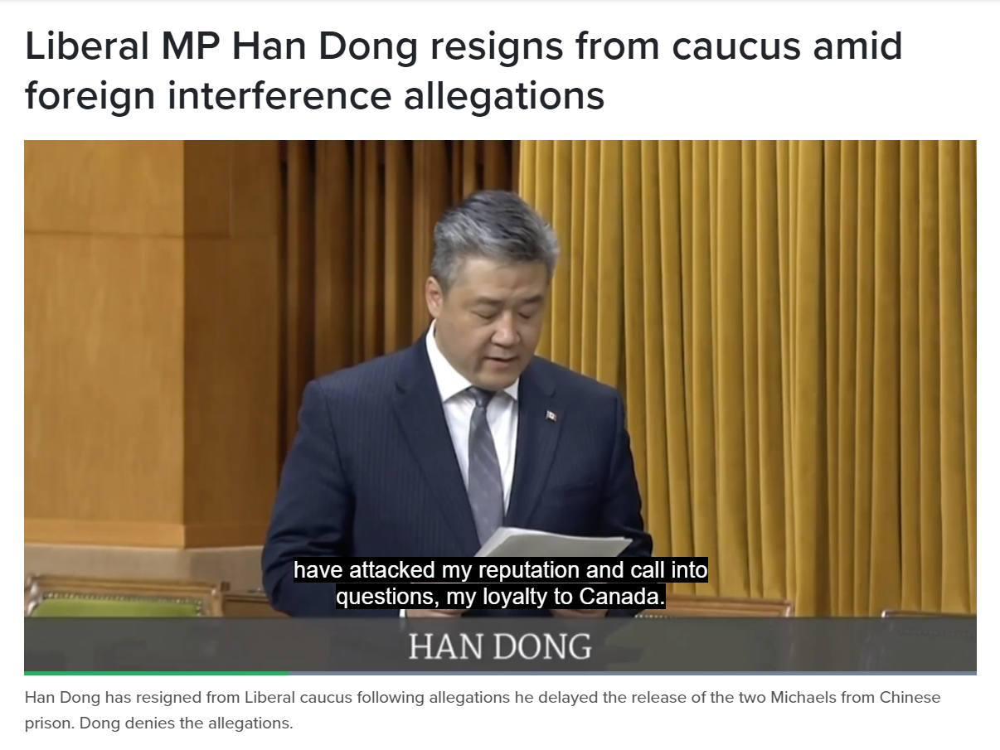 Liberal MP Han Dong resigns from caucus amid
foreign interference allegations
have attacked my reputation and call into
questions, my loyalty to Canada.
HAN DONG
Han Dong has resigned from Liberal caucus following allegations he delayed the release of the two Michaels from Chinese
prison. Dong denies the allegations.